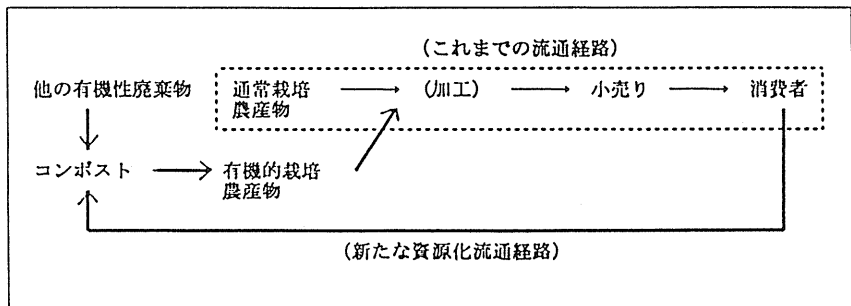 (これまでの流通経路)
他の有機性廃棄物 通常栽培 (加工) 小売り 消費者
農産物
コンポスト 有機的栽培
農産物
(新たな資源化流通経路)